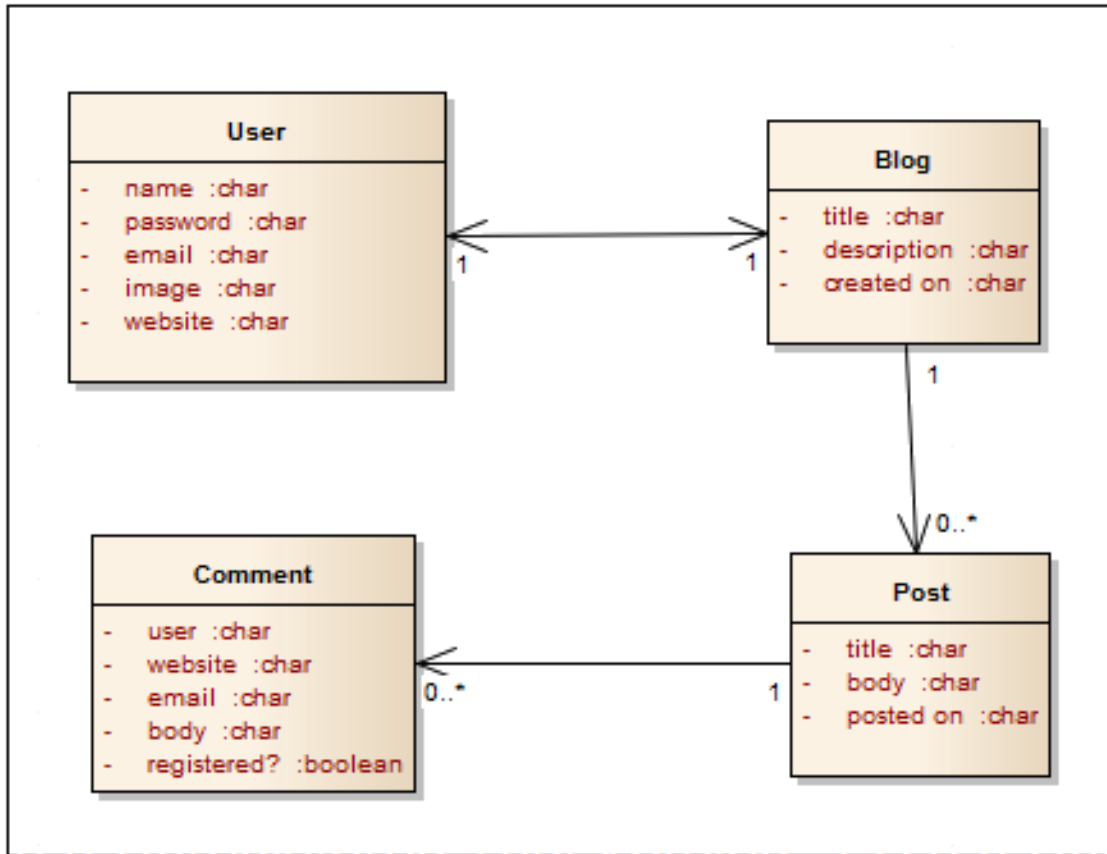 User
- name :char
- password :char
- email :char
- image :char
- website :char
Blog
- title :char
- description :char
- created on :char
1
1
1
0..*
Comment
- user :char
- website :char
- email :char
- body :char
- registered? :boolean
Post
- title :char
- body :char
- posted on :char
0..*
1